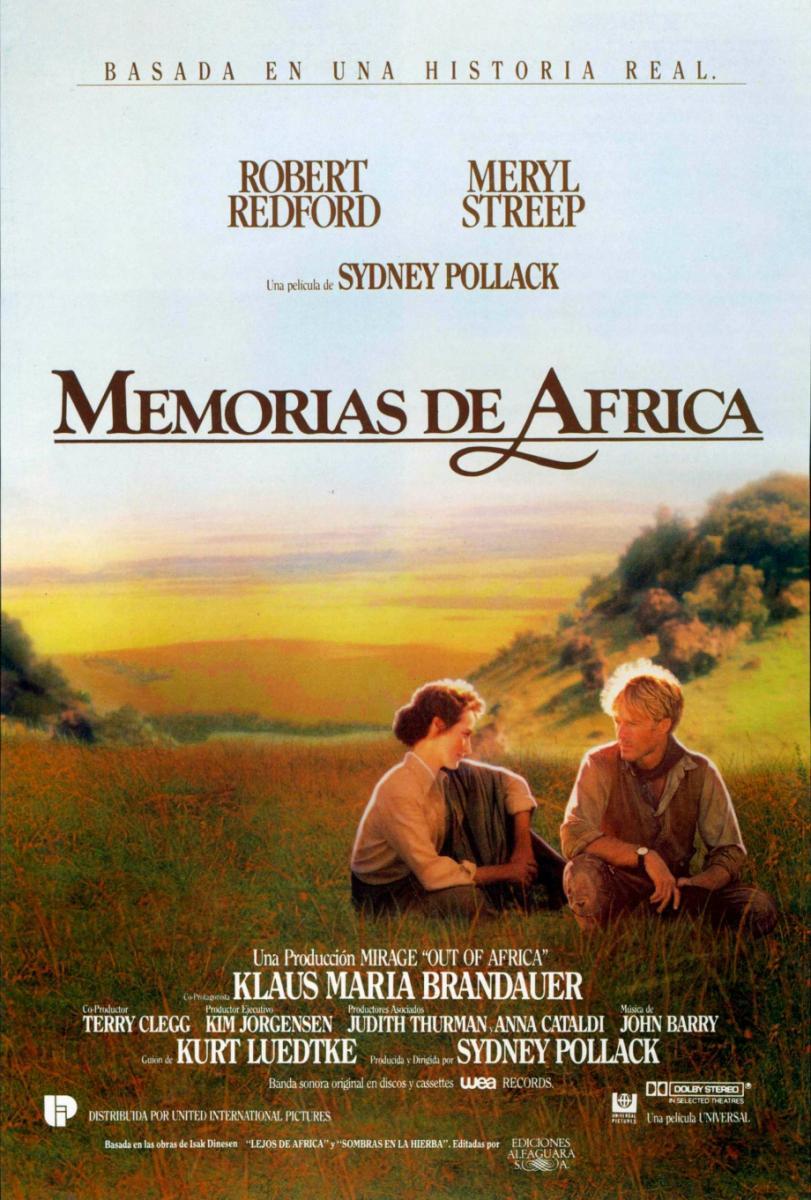 BASADA EN UNA HISTORIA REAL.
ROBERT REDFORD
MERYL STREEP
Una película de SYDNEY POLLACK
MEMORIAS DE AFRICA
Una Producción MIRAGE "OUT OF AFRICA"
Co-Protagonista KLAUS MARIA BRANDAUER
Co-Productor TERRY CLEGG Productor Ejecutivo KIM JORGENSEN Productores Asociados JUDITH THURMAN y ANNA CATALDI Música de JOHN BARRY
Guion de KURT LUEDTKE Producida y Dirigida por SYDNEY POLLACK
Banda sonora original en discos y cassettes wea RECORDS.
DISTRIBUIDA POR UNITED INTERNATIONAL PICTURES
UNIVERSAL PICTURES
DOLBY STEREO ®
IN SELECTED THEATRES
Una película UNIVERSAL
Basada en las obras de Isak Dinesen "LEJOS DE AFRICA" y "SOMBRAS EN LA HIERBA". Editadas por EDICIONES ALFAGUARA S.A.